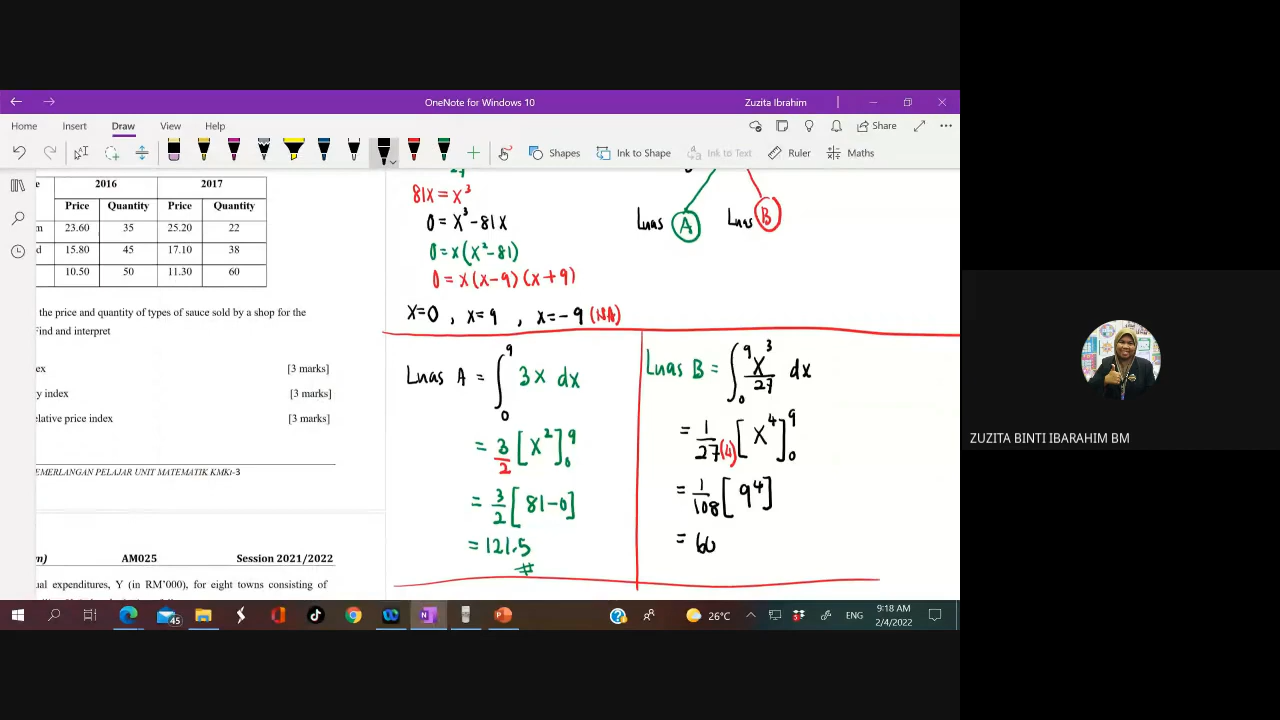 OneNote for Windows 10
Zuzita Ibrahim
Home Insert Draw View Help
Share
Shapes Ink to Shape Ink to Text Ruler Maths
2016 2017
Price Quantity Price Quantity
23.60 35 25.20 22
15.80 45 17.10 38
10.50 50 11.30 60
the price and quantity of types of sauce sold by a shop for the
Find and interpret
[3 marks]
[3 marks]
elative price index [3 marks]
EMERLANGAN PELAJAR UNIT MATEMATIK KMKt-3
AM025 Session 2021/2022
ual expenditures, Y (in RM'000), for eight towns consisting of
27
81x = x³
0 = x³ - 81x
0 = x(x² - 81)
0 = x(x-9)(x+9)
x=0 , x=9 , x=-9 (NA)
Luas A Luas B
Luas A = ∫₀⁹ 3x dx
= 3/2 [x²]₀⁹
= 3/2 [81-0]
= 121.5
#
Luas B = ∫₀⁹ x³/27 dx
= 1/27(4) [x⁴]₀⁹
= 1/108 [9⁴]
= 60
ZUZITA BINTI IBARAHIM BM
45
26°C
ENG
9:18 AM
2/4/2022